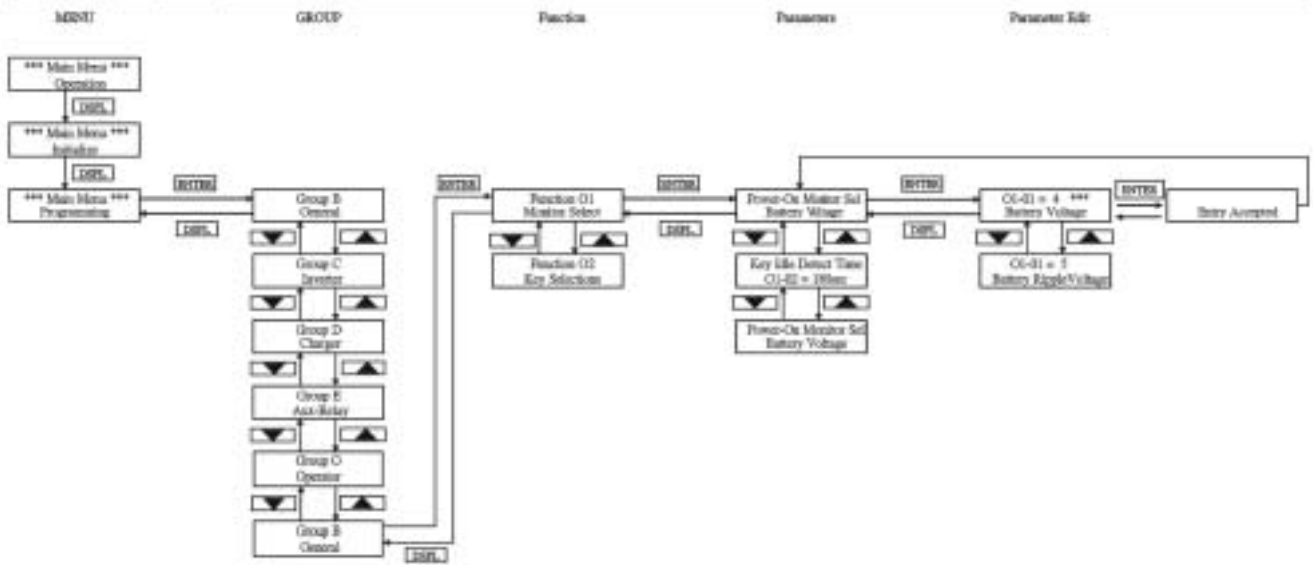 MENU
GROUP
Function
Parameters
Parameter Edit
*** Main Menu ***
Operation
DSPL
*** Main Menu ***
Initialize
DSPL
*** Main Menu ***
Programming
ENTER
DSPL
Group B
General
Group C
Inverter
Group D
Charger
Group E
Aux-Relay
Group O
Operator
Group B
General
ENTER
DSPL
Function O1
Monitor Select
Function O2
Key Selections
ENTER
DSPL
Power-On Monitor Sel
Battery Voltage
Key Idle Detect Time
O1-02 = 180sec
Power-On Monitor Sel
Battery Voltage
ENTER
DSPL
O1-01 = 4 ***
Battery Voltage
O1-01 = 5
Battery RippleVoltage
ENTER
Entry Accepted